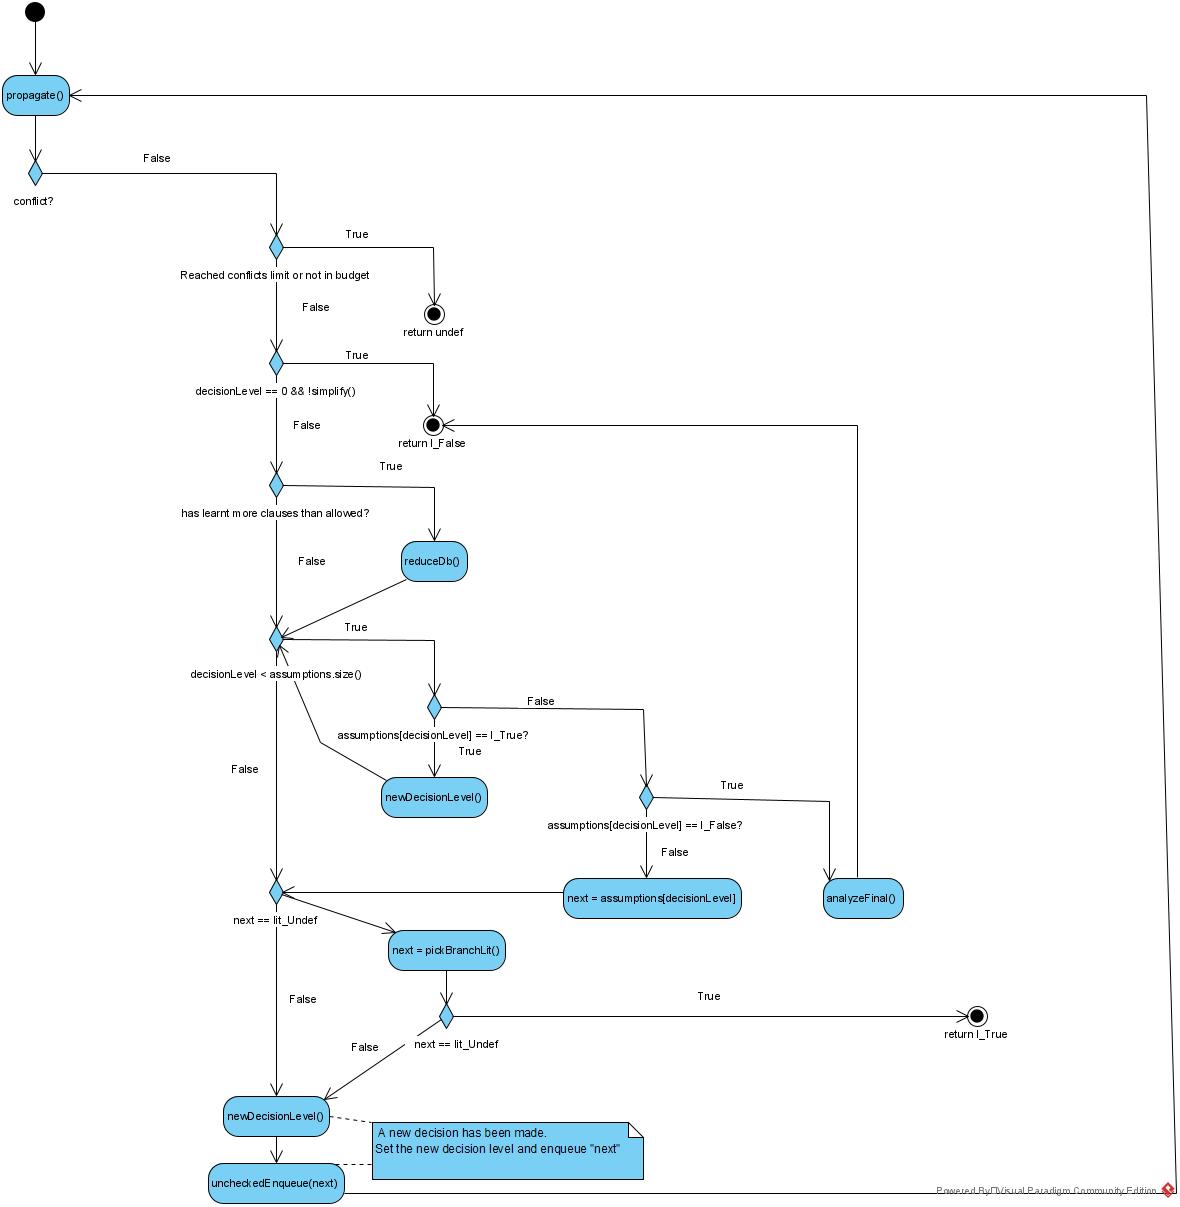 propagate()
False
conflict?
True
Reached conflicts limit or not in budget
False
return undef
True
decisionLevel == 0 && !simplify()
False
return l_False
True
has learnt more clauses than allowed?
False
reduceDb()
True
decisionLevel < assumptions.size()
False
assumptions[decisionLevel] == l_True?
True
False
newDecisionLevel()
True
assumptions[decisionLevel] == l_False?
False
next = assumptions[decisionLevel]
analyzeFinal()
next == lit_Undef
next = pickBranchLit()
False
True
next == lit_Undef
return l_True
False
newDecisionLevel()
A new decision has been made.
Set the new decision level and enqueue "next"
uncheckedEnqueue(next)
Powered By Visual Paradigm Community Edition